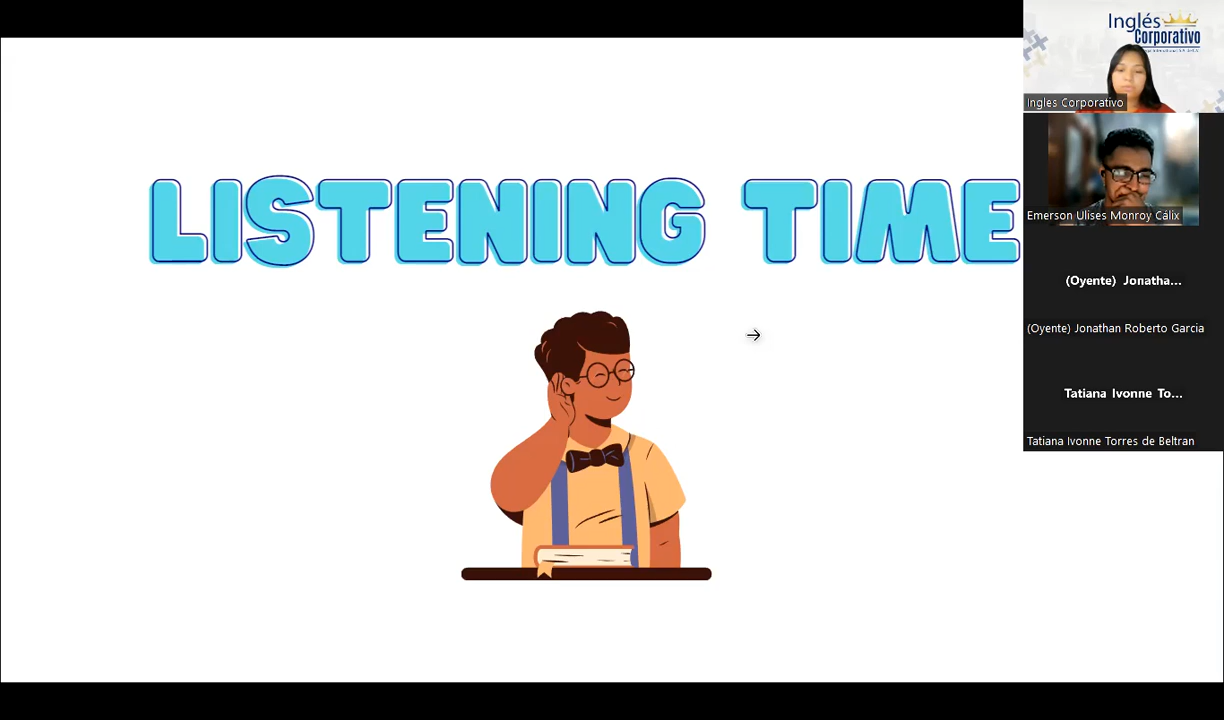 LISTENING TIME
Inglés
Corporativo
Ingles Corporativo
Emerson Ulises Monroy Cálix
(Oyente) Jonatha...
(Oyente) Jonathan Roberto Garcia
Tatiana Ivonne To...
Tatiana Ivonne Torres de Beltran